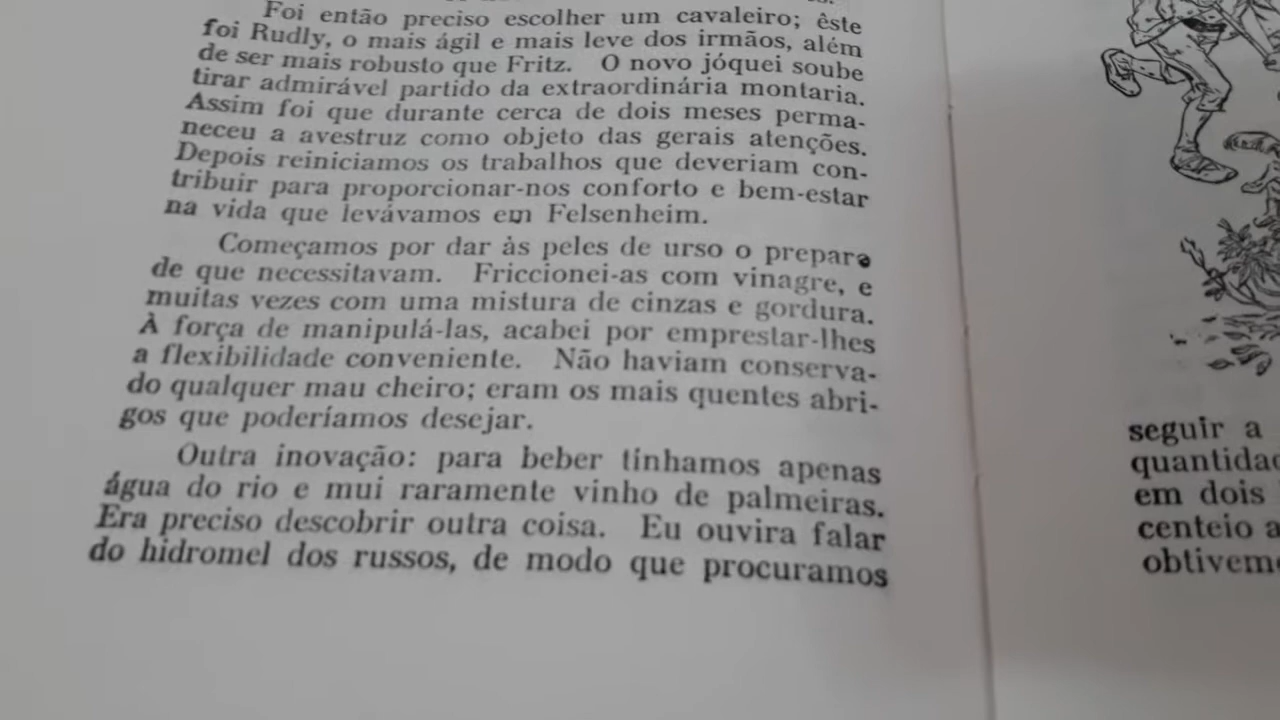 Foi então preciso escolher um cavaleiro; êste
foi Rudly, o mais ágil e mais leve dos irmãos, além
de ser mais robusto que Fritz. O novo jóquei soube
tirar admirável partido da extraordinária montaria.
Assim foi que durante cerca de dois meses perma-
neceu a avestruz como objeto das gerais atenções.
Depois reiniciamos os trabalhos que deveriam con-
tribuir para proporcionar-nos conforto e bem-estar
na vida que levávamos em Felsenheim.
Começamos por dar às peles de urso o preparo
de que necessitavam. Friccionei-as com vinagre, e
muitas vezes com uma mistura de cinzas e gordura.
À força de manipulá-las, acabei por emprestar-lhes
a flexibilidade conveniente. Não haviam conserva-
do qualquer mau cheiro; eram os mais quentes abri-
gos que poderíamos desejar.
Outra inovação: para beber tínhamos apenas
água do rio e mui raramente vinho de palmeiras.
Era preciso descobrir outra coisa. Eu ouvira falar
do hidromel dos russos, de modo que procuramos
seguir a
quantidad
em dois
centeio a
obtivem